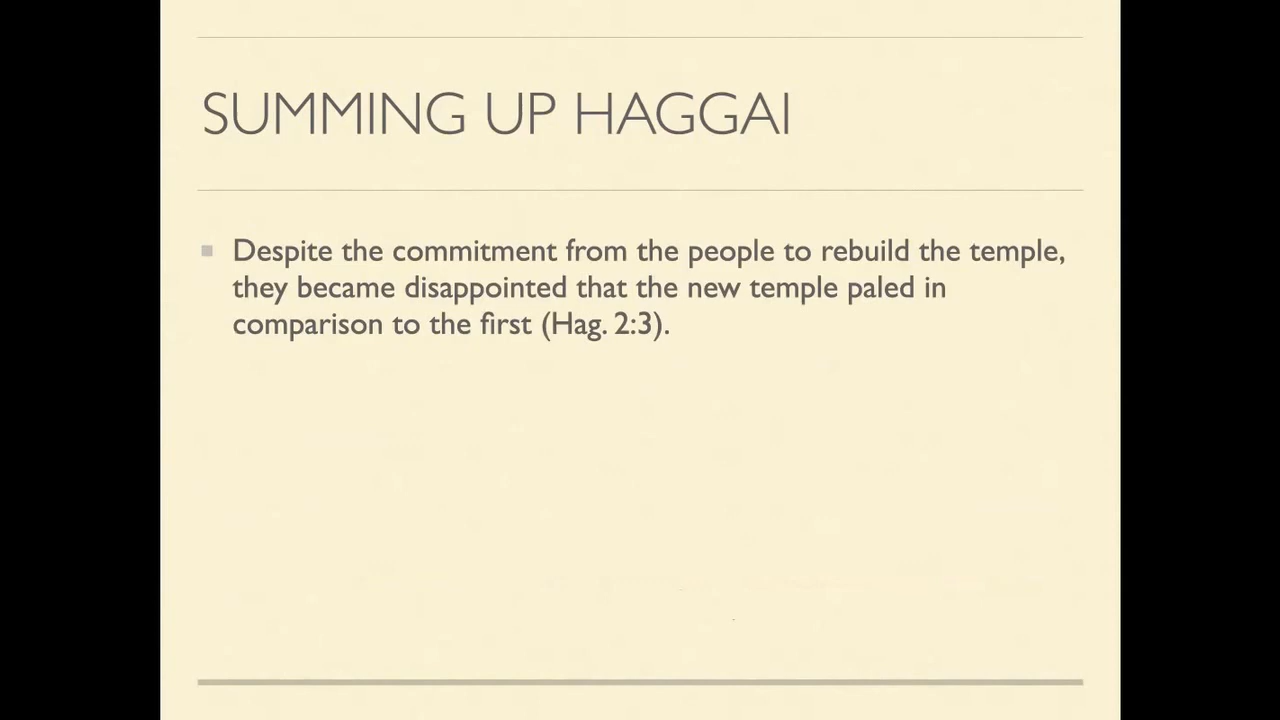 SUMMING UP HAGGAI
Despite the commitment from the people to rebuild the temple,
they became disappointed that the new temple paled in
comparison to the first (Hag. 2:3).